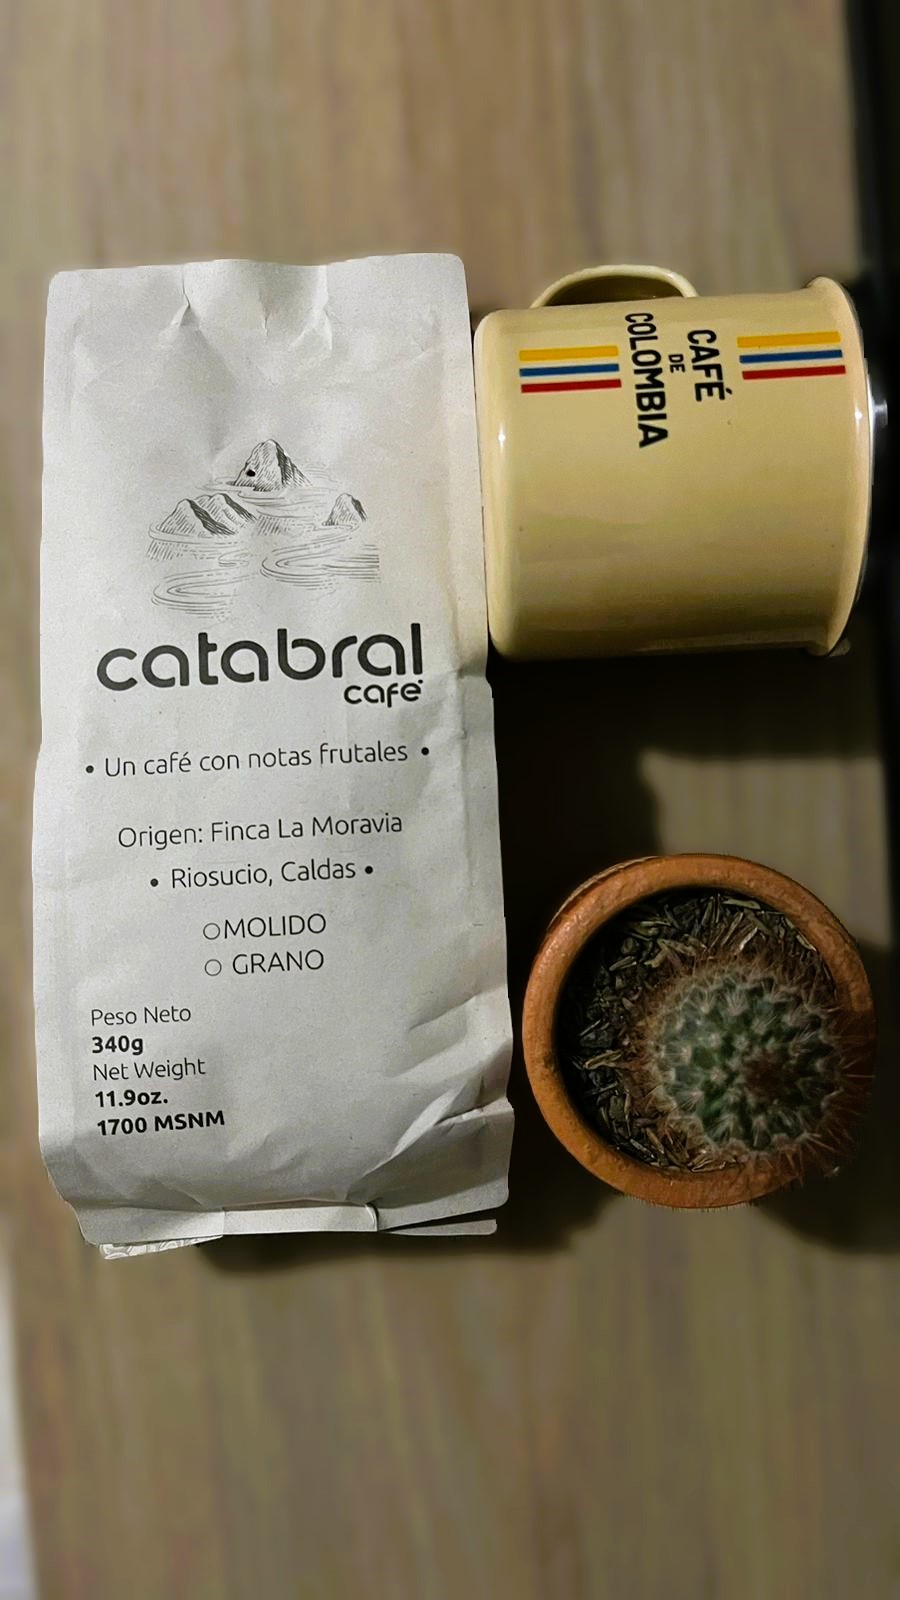 catabral
café
• Un café con notas frutales •
Origen: Finca La Moravia
• Riosucio, Caldas •
MOLIDO
GRANO
Peso Neto
340g
Net Weight
11.9oz.
1700 MSNM
CAFÉ
DE
COLOMBIA